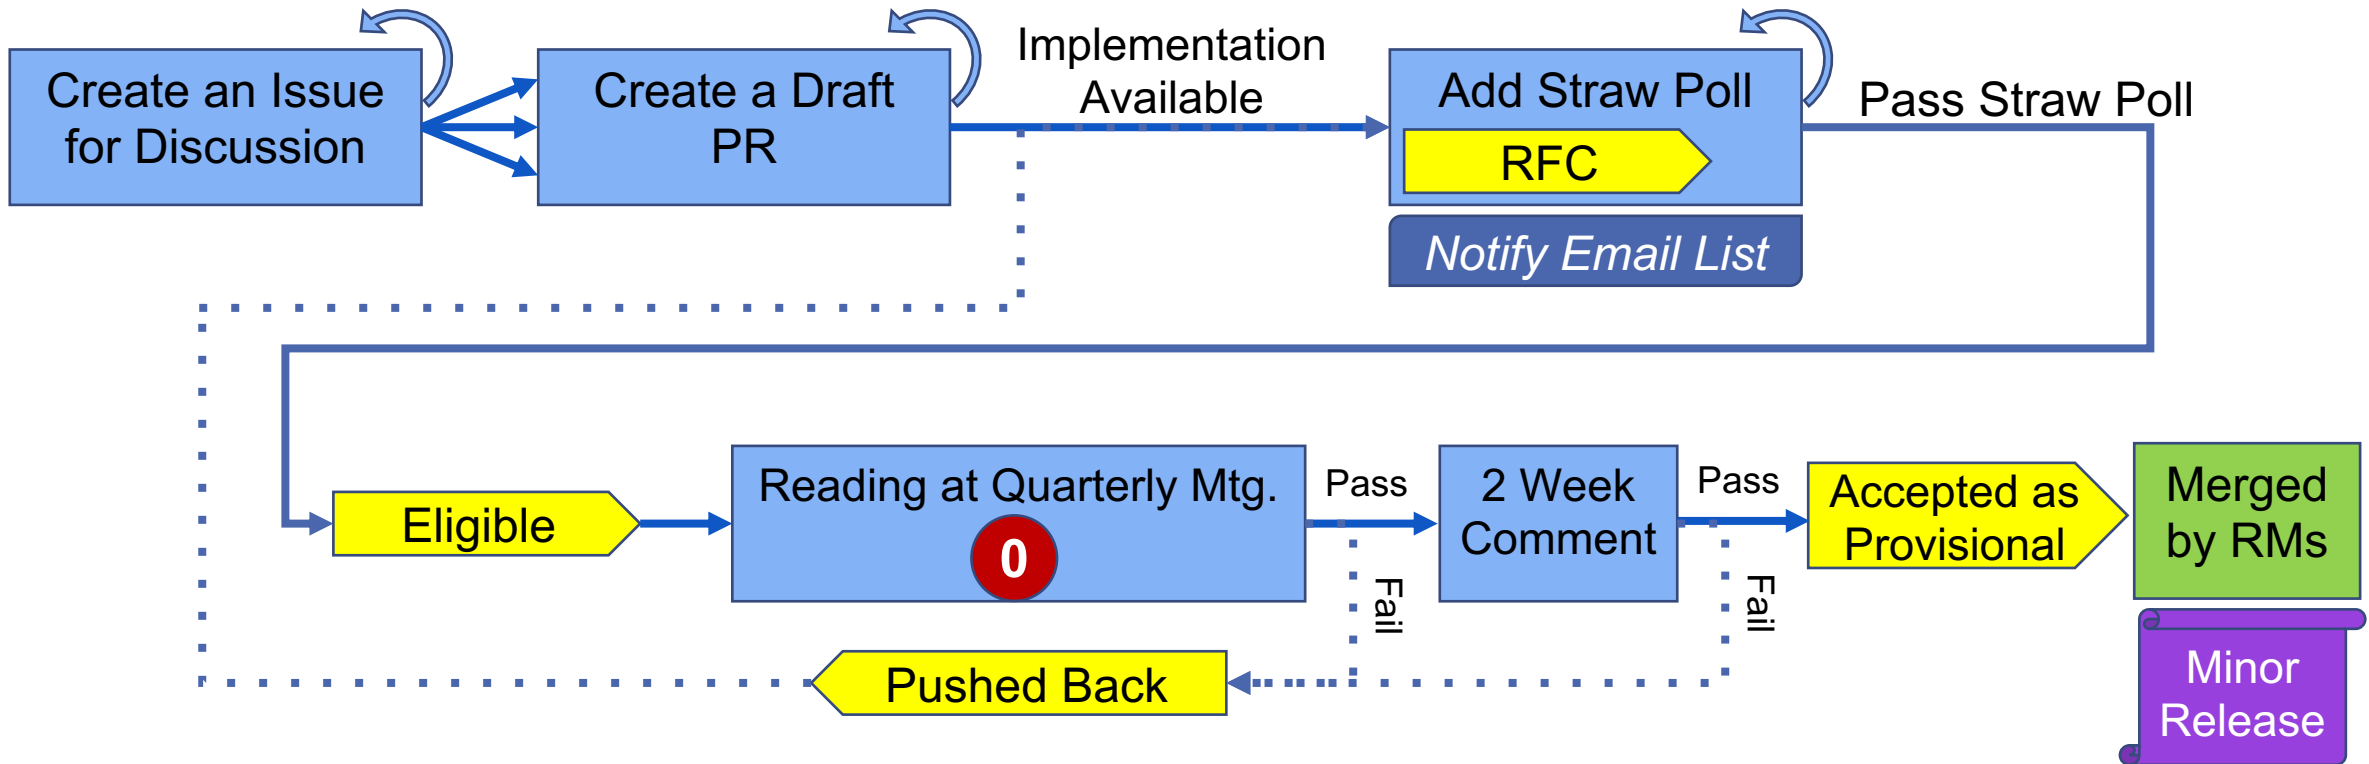 Create an Issue
for Discussion
Create a Draft
PR
Implementation
Available
Add Straw Poll
RFC
Notify Email List
Pass Straw Poll
Eligible
Reading at Quarterly Mtg.
0
Pass
Fail
2 Week
Comment
Pass
Fail
Accepted as
Provisional
Merged
by RMs
Pushed Back
Minor
Release